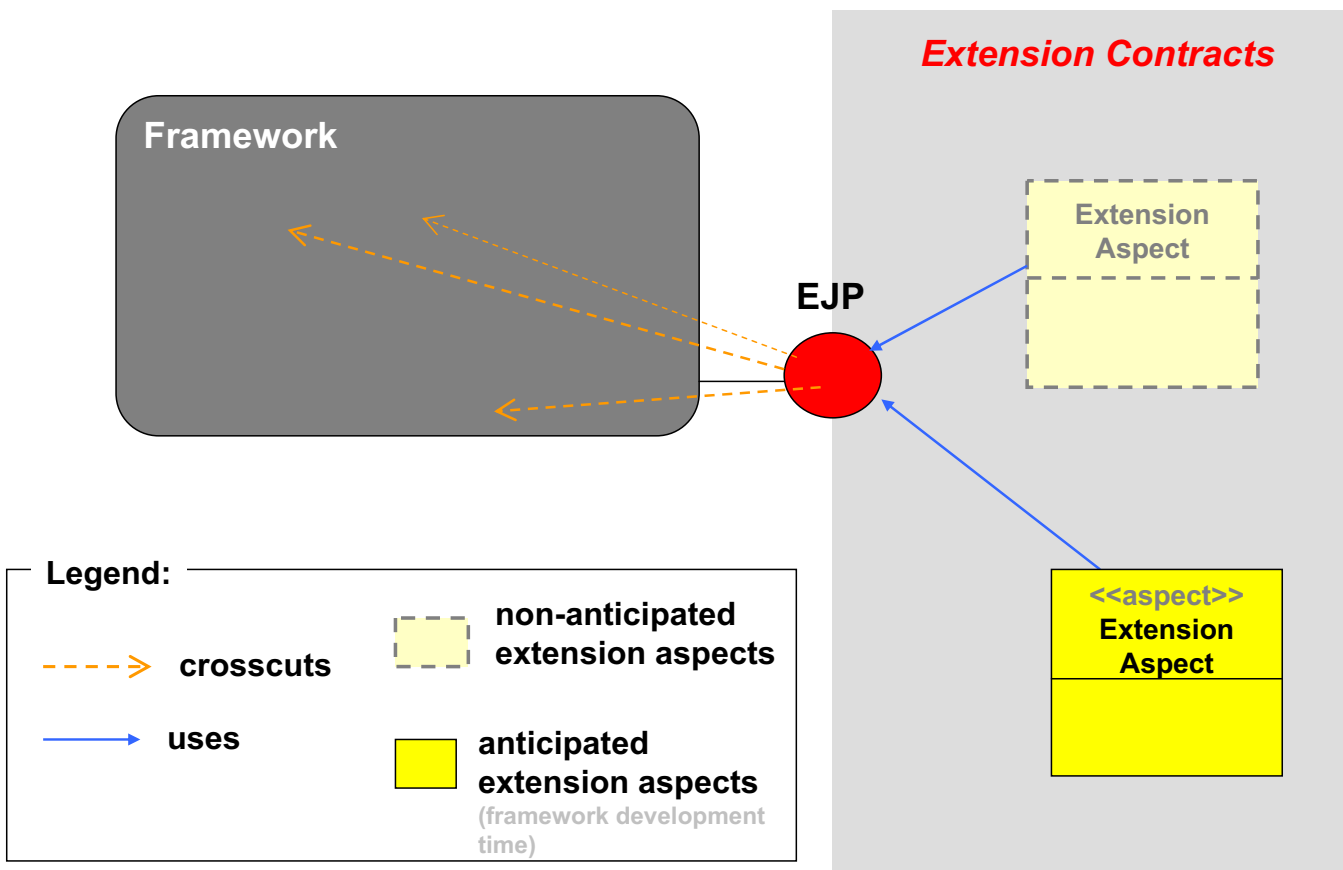 Extension Contracts
Framework
Extension
Aspect
EJP
Legend:
non-anticipated
extension aspects
crosscuts
uses
anticipated
extension aspects
(framework development
time)
<<aspect>>
Extension
Aspect